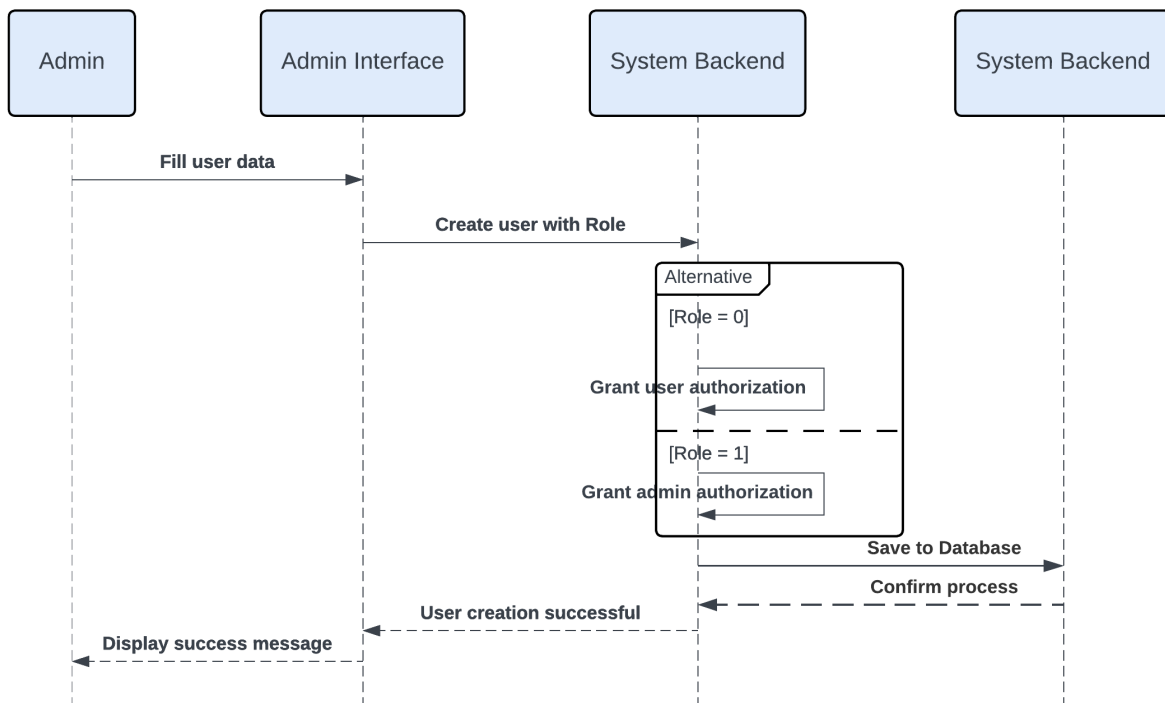 Admin
Admin Interface
System Backend
System Backend
Fill user data
Create user with Role
Alternative
[Role = 0]
Grant user authorization
[Role = 1]
Grant admin authorization
Save to Database
Confirm process
User creation successful
Display success message